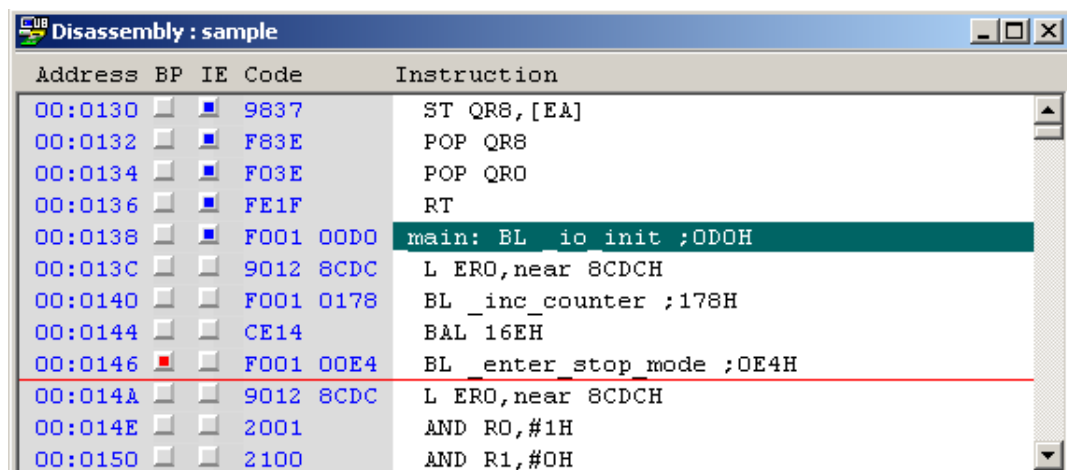 Disassembly : sample
Address BP IE Code Instruction
00:0130 9837 ST QR8,[EA]
00:0132 F83E POP QR8
00:0134 F03E POP QR0
00:0136 FE1F RT
00:0138 F001 00D0 main: BL _io_init ;0D0H
00:013C 9012 8CDC L ER0,near 8CDCH
00:0140 F001 0178 BL _inc_counter ;178H
00:0144 CE14 BAL 16EH
00:0146 F001 00E4 BL _enter_stop_mode ;0E4H
00:014A 9012 8CDC L ER0,near 8CDCH
00:014E 2001 AND R0,#1H
00:0150 2100 AND R1,#0H